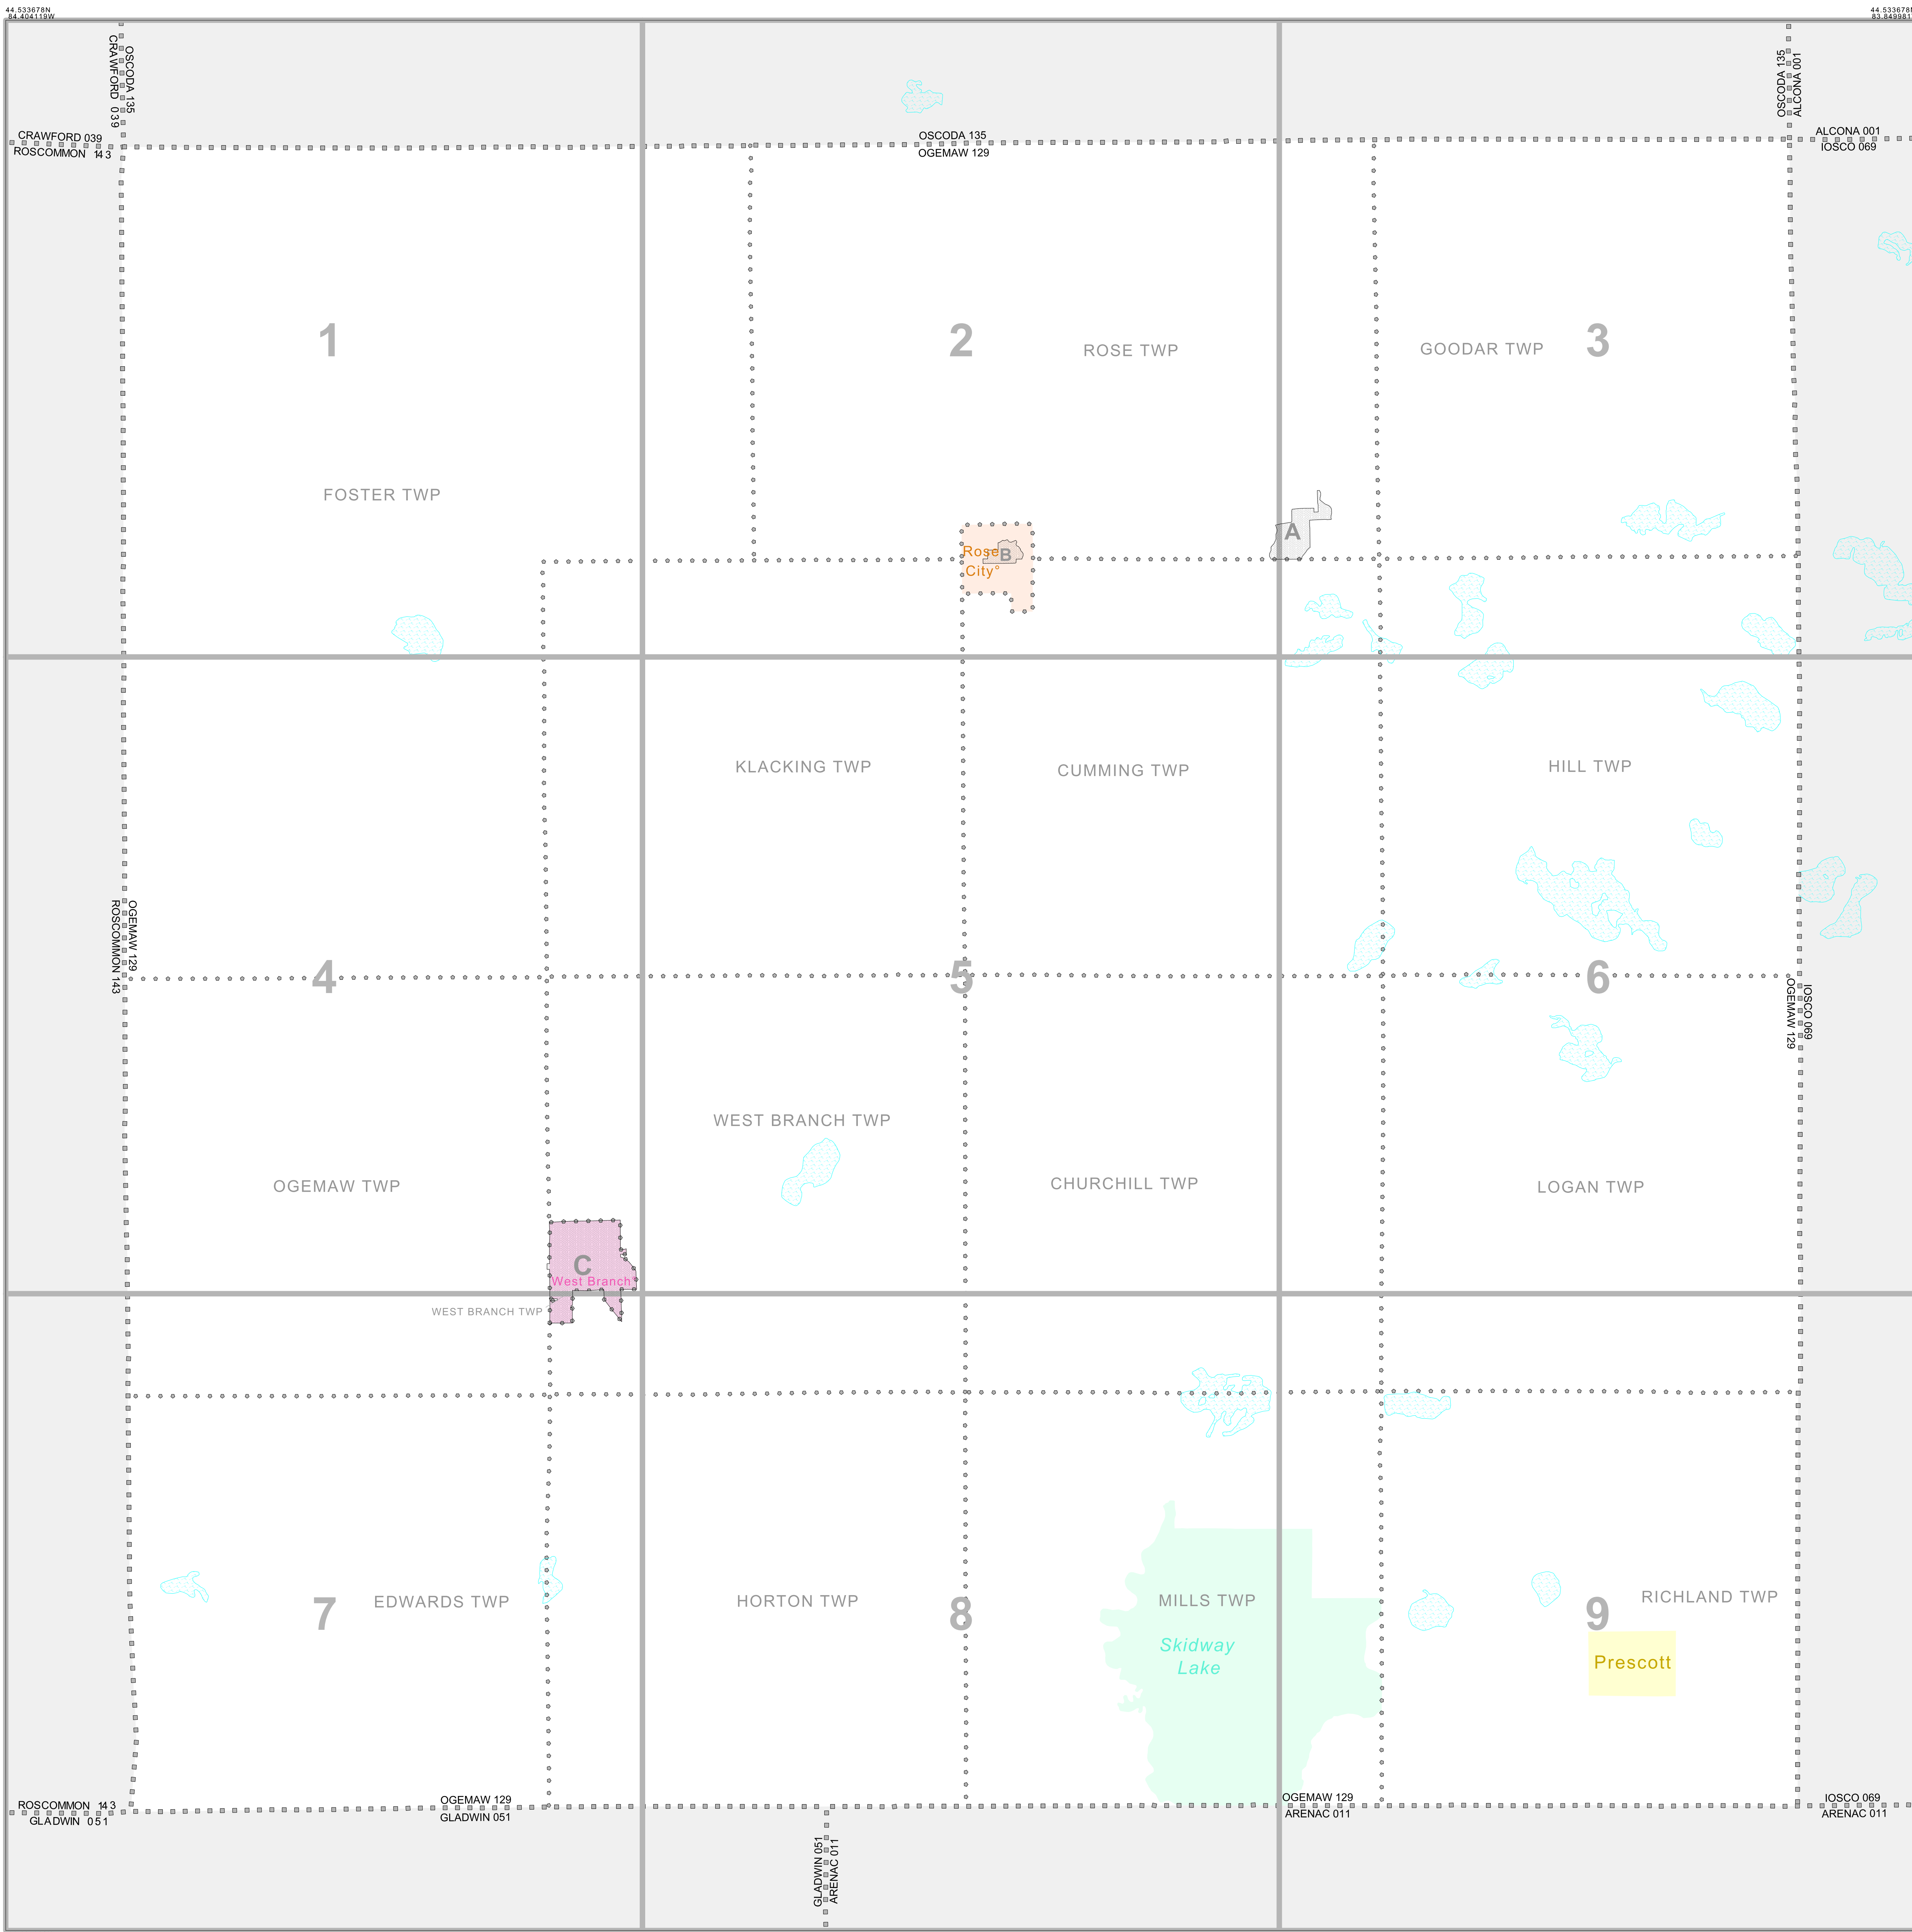 44.533678N
84.404119W
44.533678N
83.849981
CRAWFORD 039
OSCODA 135
OSCODA 135
ALCONA 001
CRAWFORD 039
ROSCOMMON 143
OSCODA 135
OGEMAW 129
ALCONA 001
IOSCO 069
1
2
3
ROSE TWP
GOODAR TWP
FOSTER TWP
A
B
Rose
City°
KLACKING TWP
CUMMING TWP
HILL TWP
OGEMAW 129
ROSCOMMON 143
4
5
6
IOSCO 069
OGEMAW 129
WEST BRANCH TWP
OGEMAW TWP
CHURCHILL TWP
LOGAN TWP
C
West Branch°
WEST BRANCH TWP
7
EDWARDS TWP
HORTON TWP
8
MILLS TWP
9
RICHLAND TWP
Skidway
Lake
Prescott
ROSCOMMON 143
GLADWIN 051
OGEMAW 129
GLADWIN 051
OGEMAW 129
ARENAC 011
IOSCO 069
ARENAC 011
GLADWIN 051
ARENAC 011